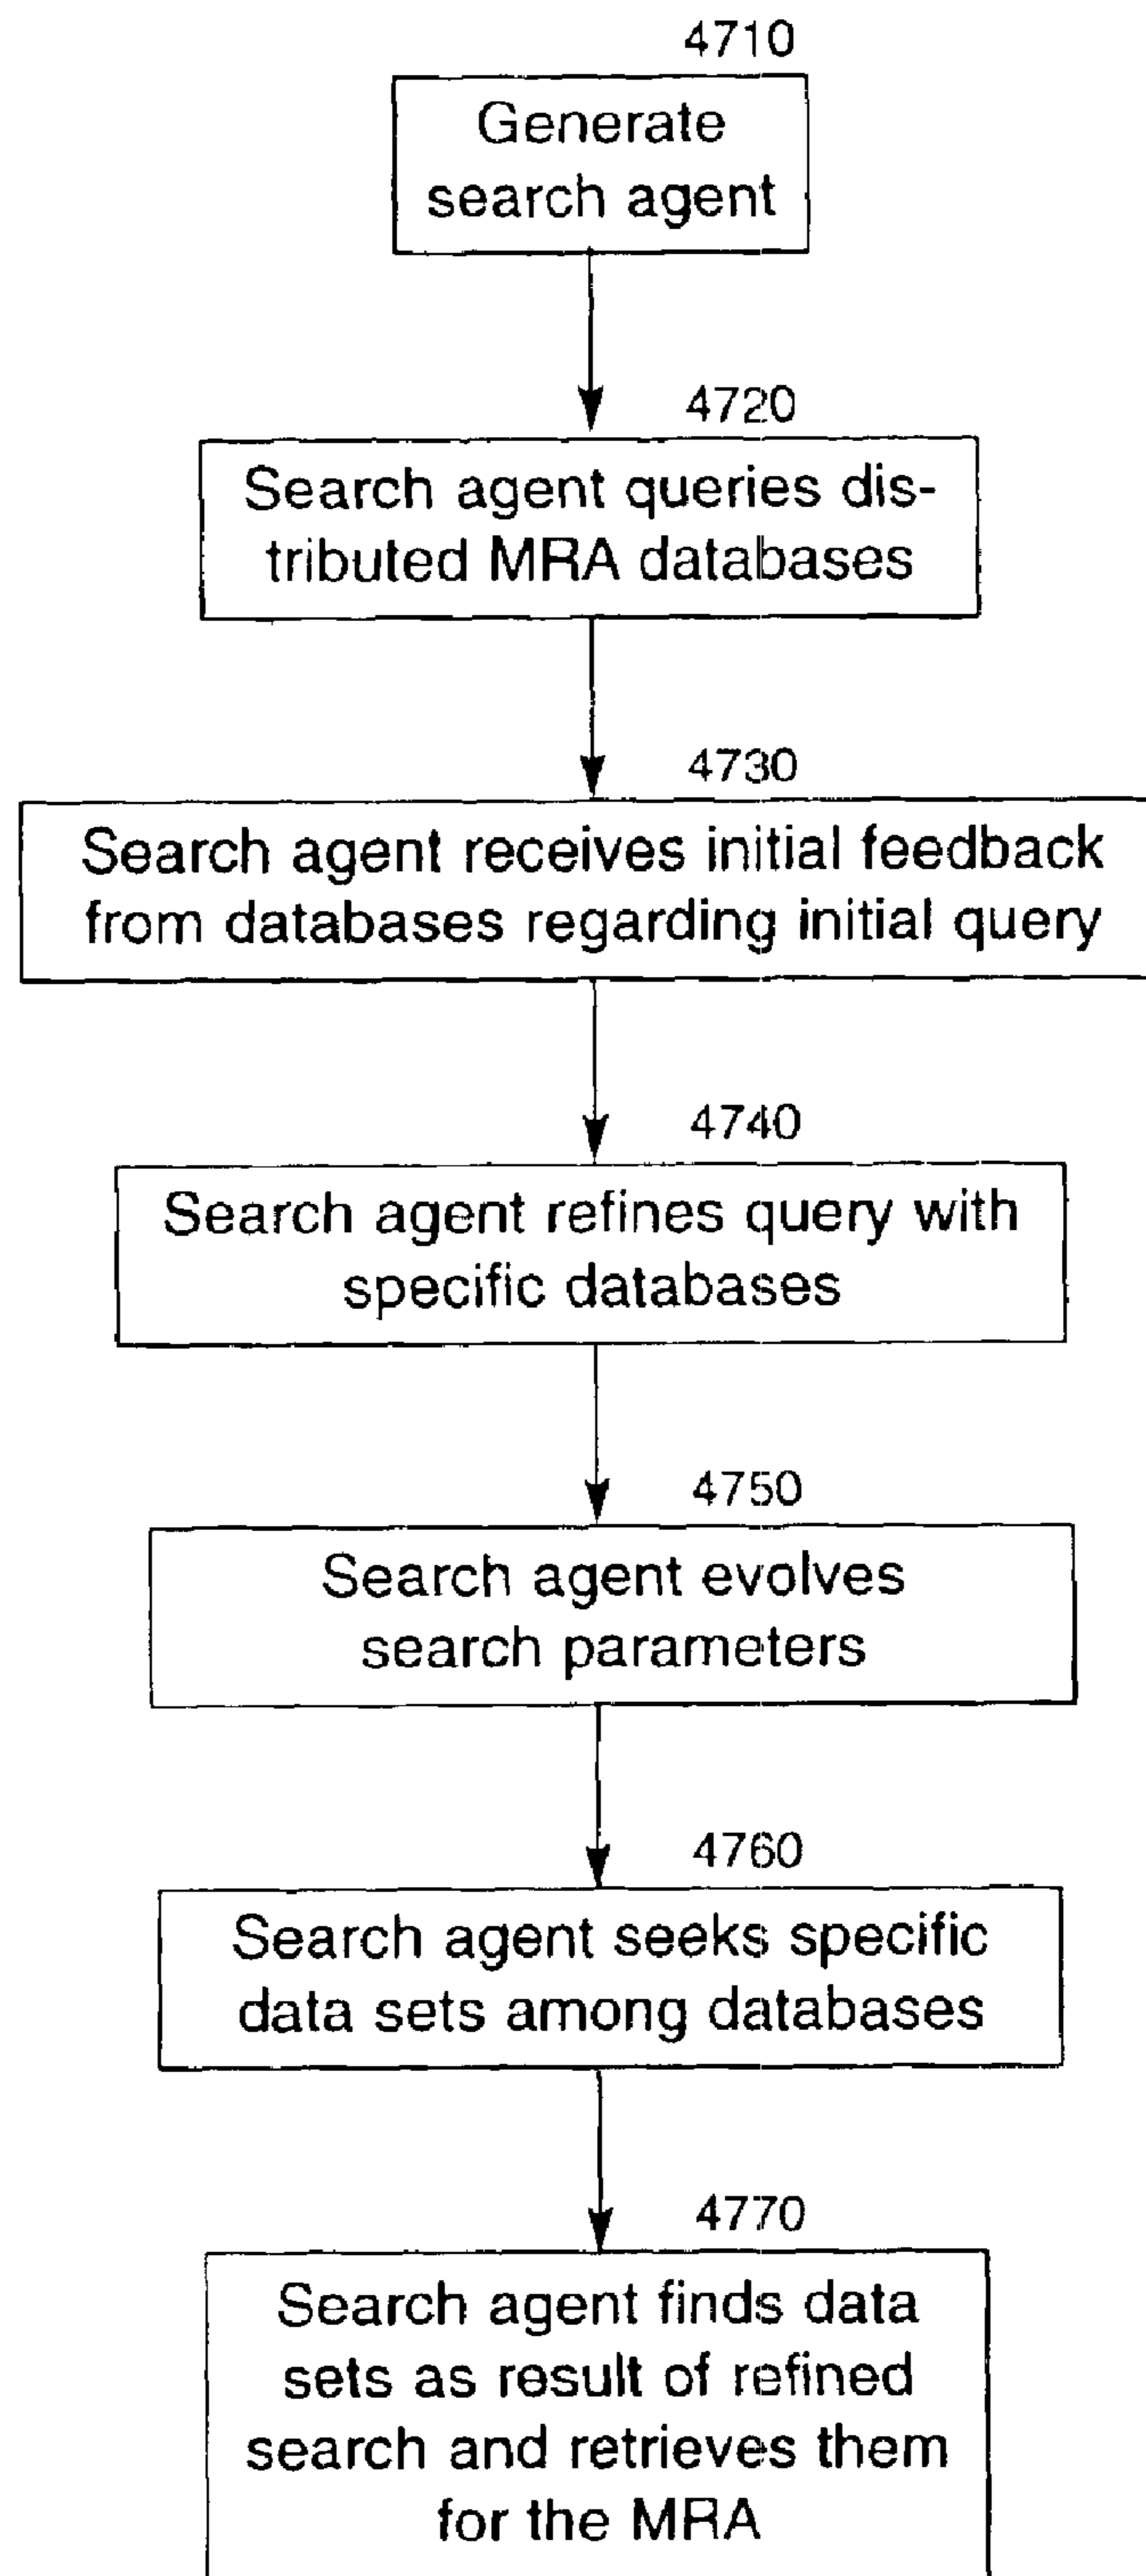 4710
Generate
search agent
4720
Search agent queries dis-
tributed MRA databases
4730
Search agent receives initial feedback
from databases regarding initial query
4740
Search agent refines query with
specific databases
4750
Search agent evolves
search parameters
4760
Search agent seeks specific
data sets among databases
4770
Search agent finds data
sets as result of refined
search and retrieves them
for the MRA